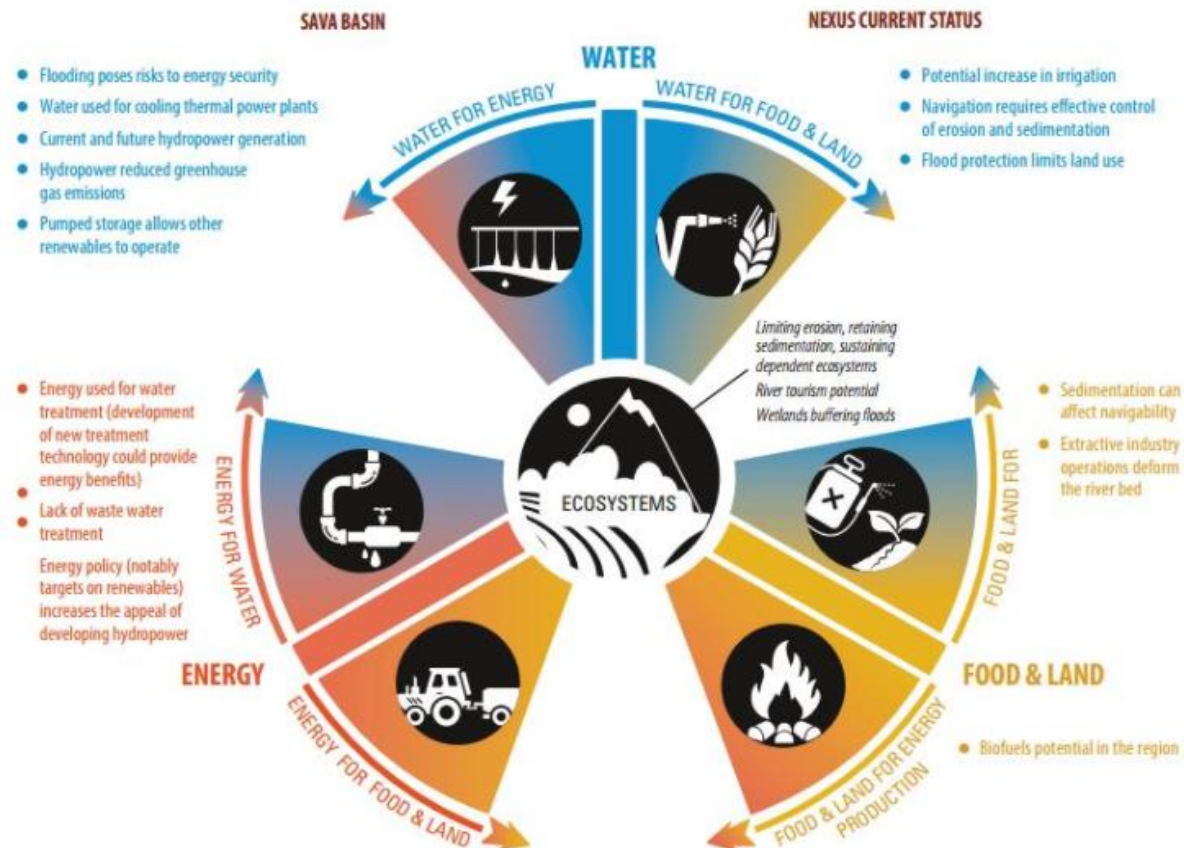 SAVA BASIN
NEXUS CURRENT STATUS
WATER
Flooding poses risks to energy security
Water used for cooling thermal power plants
Current and future hydropower generation
Hydropower reduced greenhouse
gas emissions
Pumped storage allows other
renewables to operate
WATER FOR ENERGY
WATER FOR FOOD & LAND
Potential increase in irrigation
Navigation requires effective control
of erosion and sedimentation
Flood protection limits land use
Limiting erosion, retaining
sedimentation, sustaining
dependent ecosystems
River tourism potential
Wetlands buffering floods
ECOSYSTEMS
Energy used for water
treatment (development
of new treatment
technology could provide
energy benefits)
Lack of waste water
treatment
Energy policy (notably
targets on renewables)
increases the appeal of
developing hydropower
ENERGY FOR WATER
ENERGY
ENERGY FOR FOOD & LAND
Sedimentation can
affect navigability
Extractive industry
operations deform
the river bed
FOOD & LAND FOR
FOOD & LAND
FOOD & LAND FOR ENERGY
PRODUCTION
Biofuels potential in the region